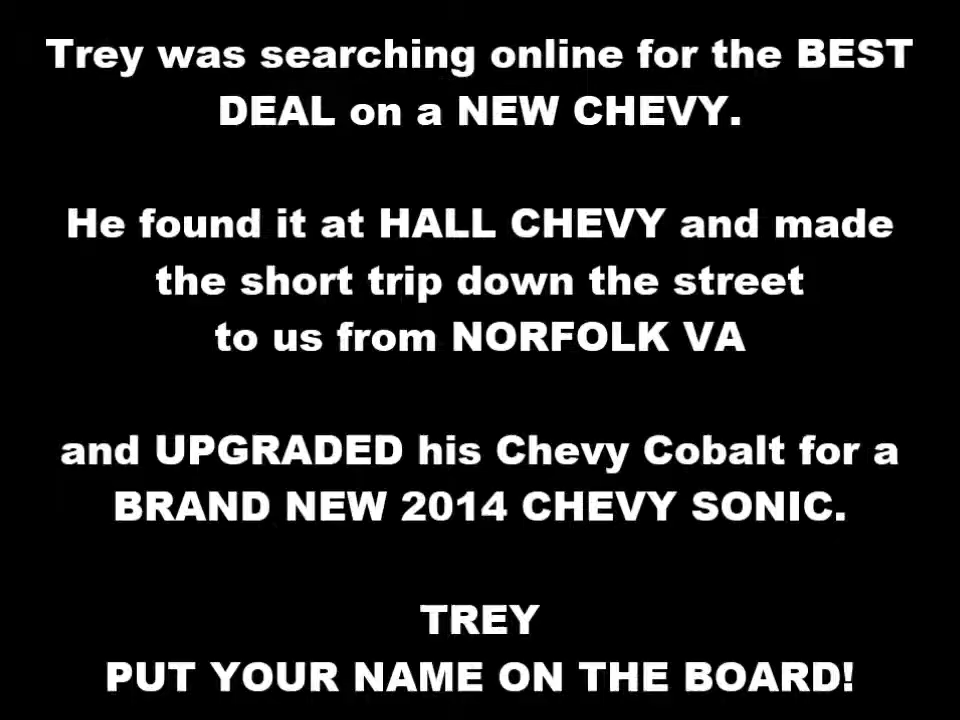 Trey was searching online for the BEST
DEAL on a NEW CHEVY.
He found it at HALL CHEVY and made
the short trip down the street
to us from NORFOLK VA
and UPGRADED his Chevy Cobalt for a
BRAND NEW 2014 CHEVY SONIC.
TREY
PUT YOUR NAME ON THE BOARD!